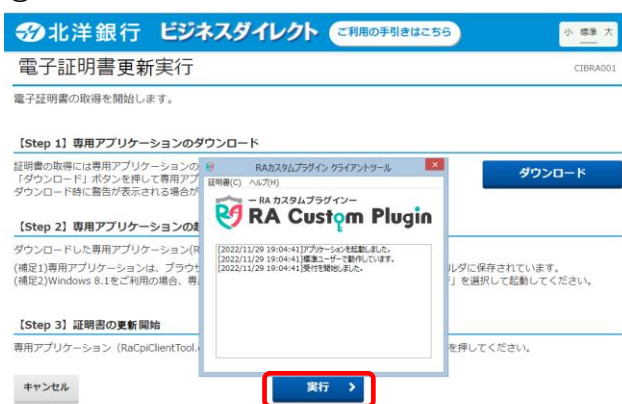 北洋銀行 ビジネスダイレクト ご利用の手引きはこちら 小 標準 大
電子証明書更新実行 CIBRA001
電子証明書の取得を開始します。
【Step 1】専用アプリケーションのダウンロード
証明書の取得には専用アプリケーションの
「ダウンロード」ボタンを押して専用アプ
ダウンロード時に警告が表示される場合が
ダウンロード
RAカスタムプラグイン クライアントツール
証明書(C) ヘルプ(H)
− RA カスタムプラグイン−
RA Custom Plugin
[2022/11/29 19:04:41]アプリケーションを起動しました。
[2022/11/29 19:04:41]標準ユーザーで動作しています。
[2022/11/29 19:04:41]受付を開始しました。
【Step 2】専用アプリケーションの
ダウンロードした専用アプリケーション(R
(補足1)専用アプリケーションは、ブラウ ルダに保存されています。
(補足2)Windows 8.1をご利用の場合、専 」を選択して起動してください。
【Step 3】証明書の更新開始
専用アプリケーション（RaCpiClientTool. を押してください。
キャンセル 実行